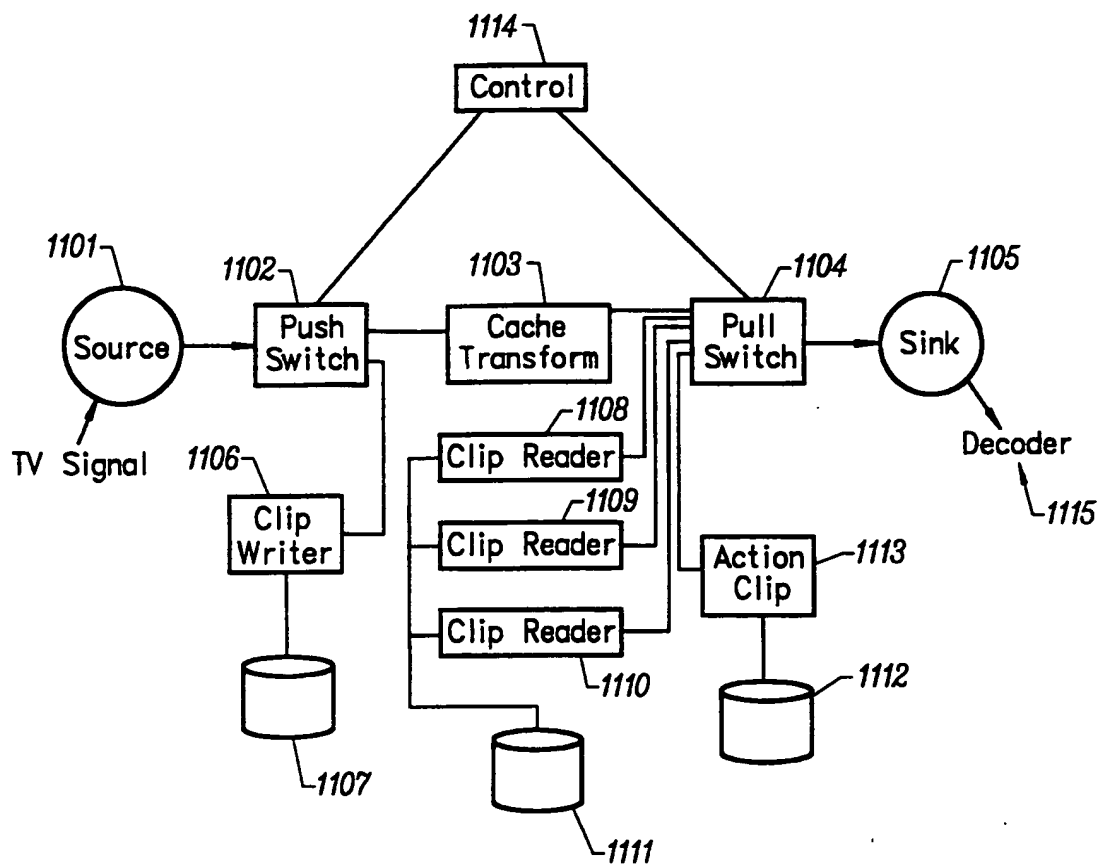 1114
Control
1101
1102
1103
1104
1105
Source
Push
Switch
Cache
Transform
Pull
Switch
Sink
TV Signal
1106
1108
Clip Reader
Decoder
1115
Clip
Writer
1109
Clip Reader
Action
Clip
1113
Clip Reader
1110
1112
1107
1111